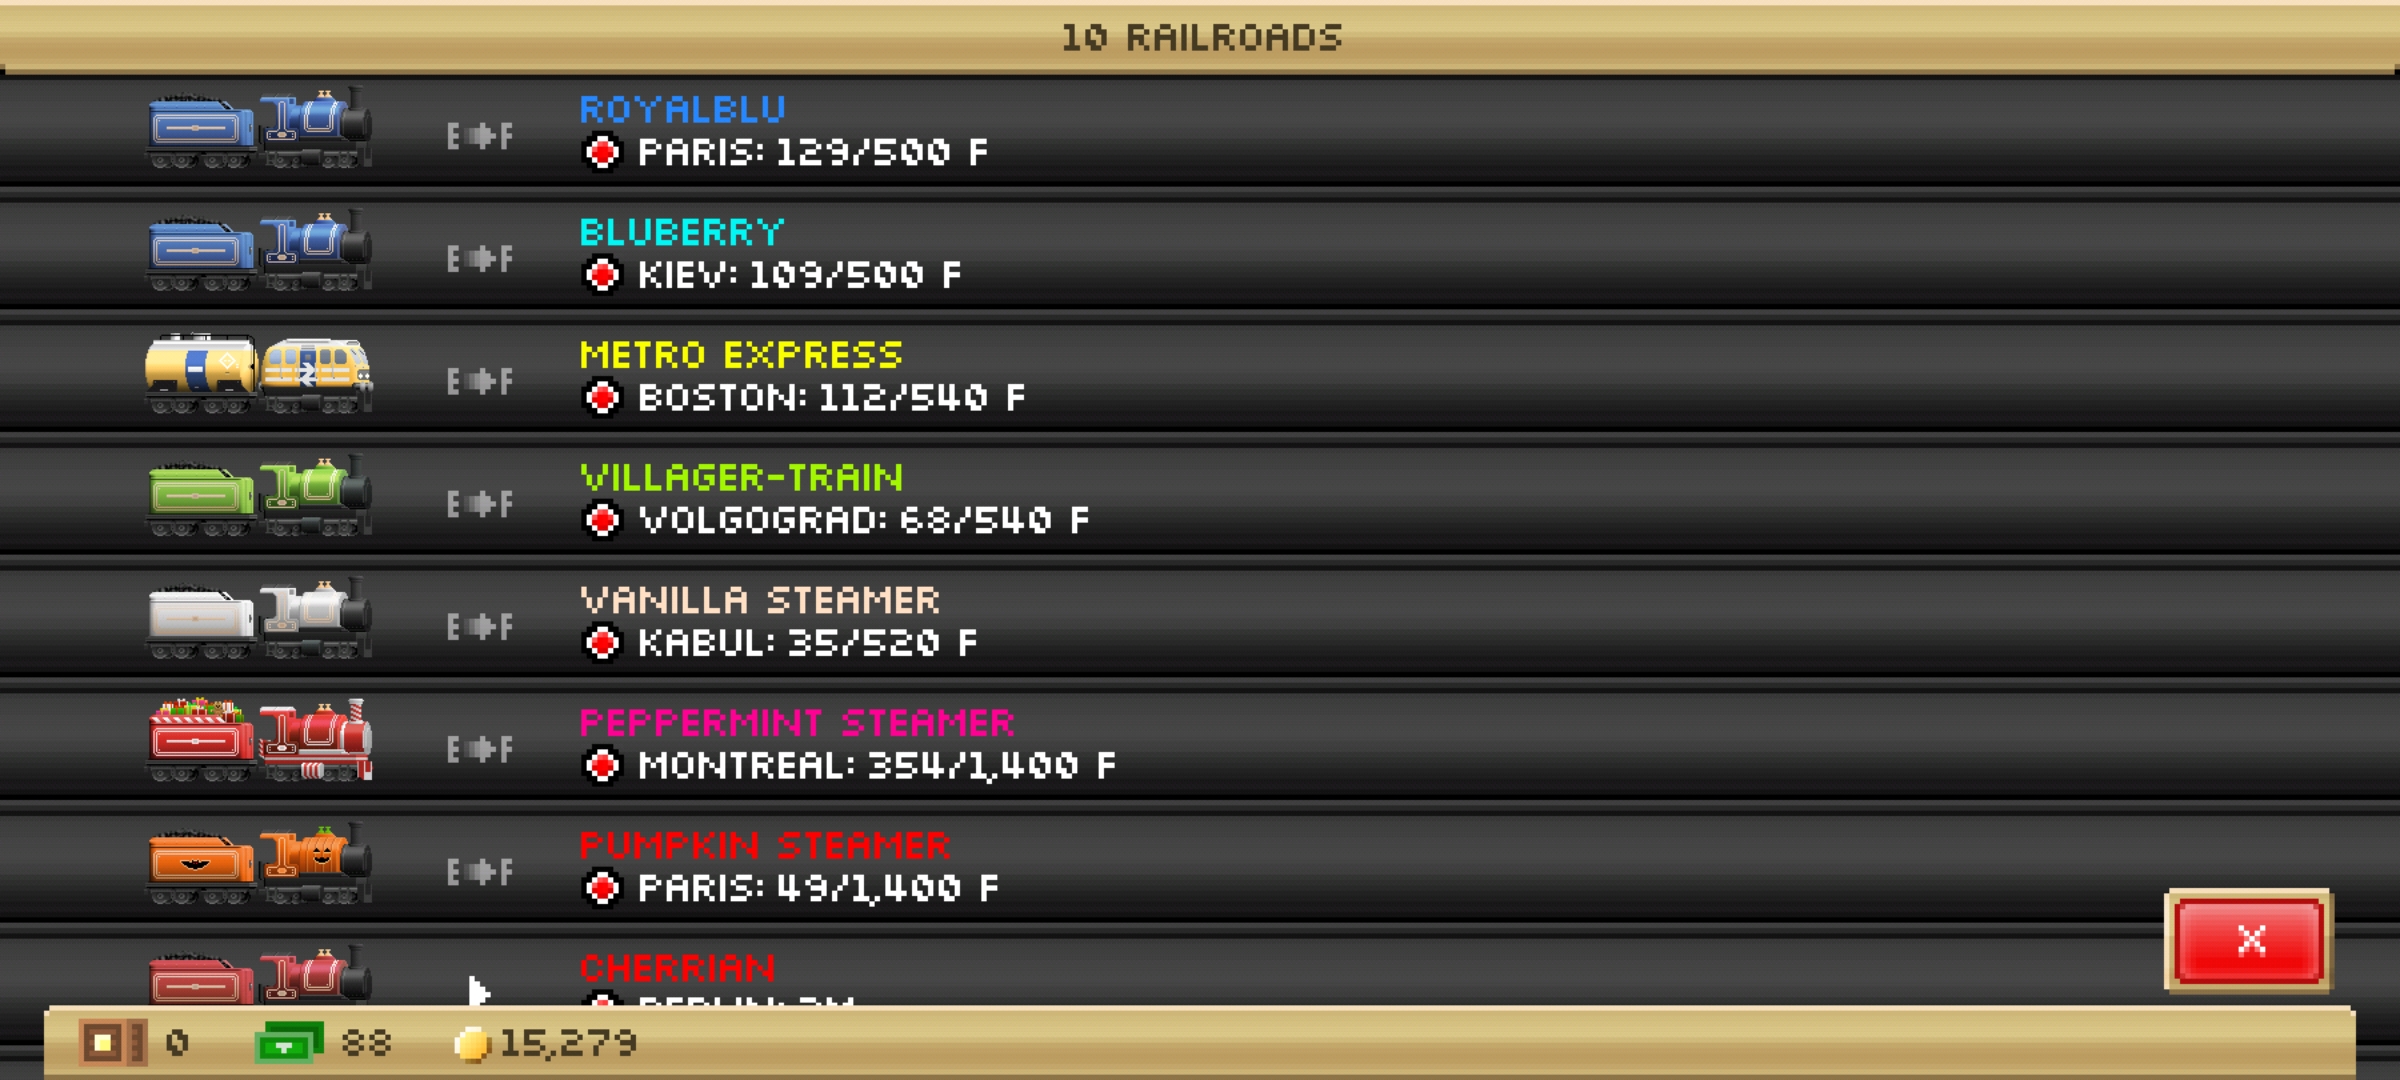 10 RAILROADS
ROYALBLU
E F PARIS: 129/500 F
BLUBERRY
E F KIEV: 109/500 F
METRO EXPRESS
E F BOSTON: 112/540 F
VILLAGER-TRAIN
E F VOLGOGRAD: 68/540 F
VANILLA STEAMER
E F KABUL: 35/520 F
PEPPERMINT STEAMER
E F MONTREAL: 354/1,400 F
PUMPKIN STEAMER
E F PARIS: 49/1,400 F
CHERRIAN
X
0 88 15,279